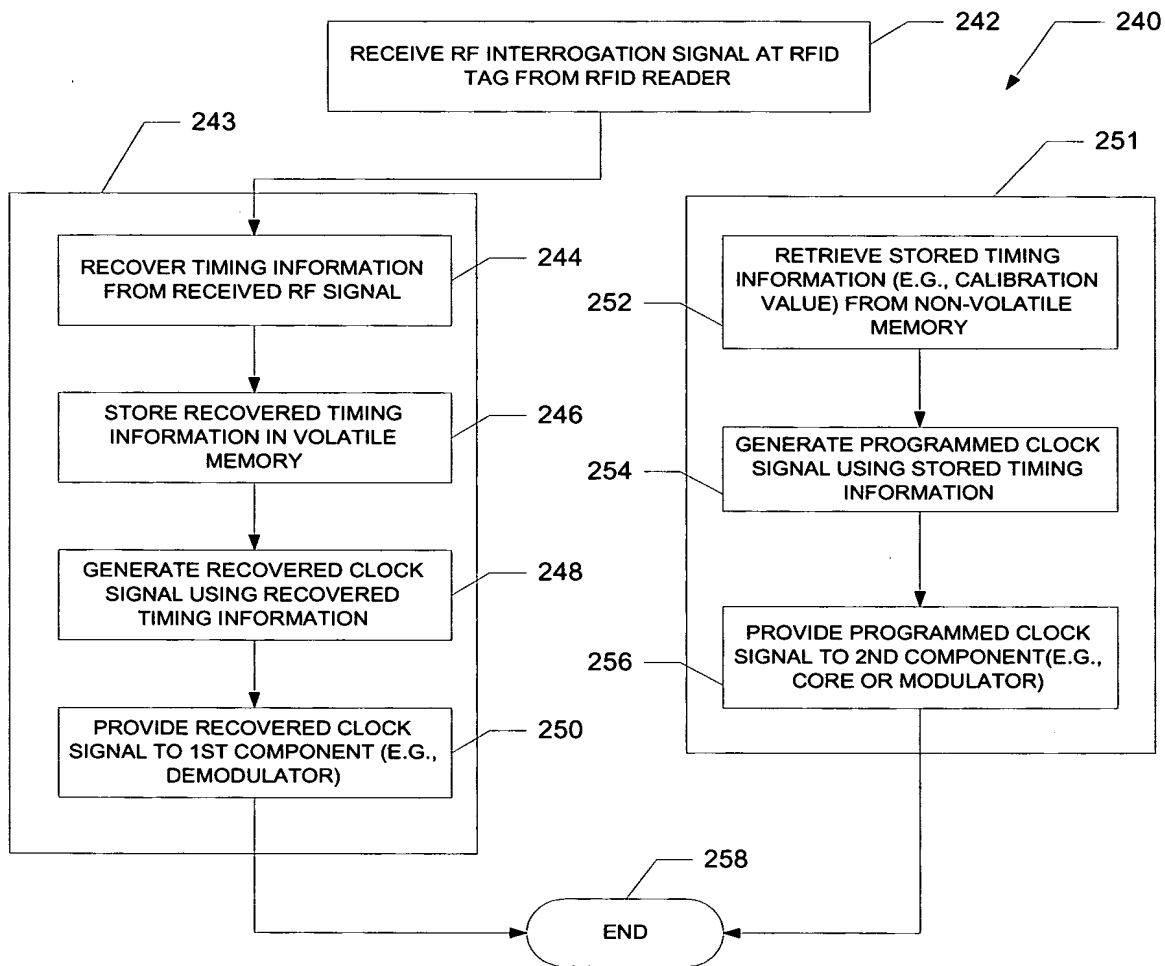 242
240
RECEIVE RF INTERROGATION SIGNAL AT RFID
TAG FROM RFID READER
243
251
RECOVER TIMING INFORMATION
FROM RECEIVED RF SIGNAL
244
STORE RECOVERED TIMING
INFORMATION IN VOLATILE
MEMORY
246
GENERATE RECOVERED CLOCK
SIGNAL USING RECOVERED
TIMING INFORMATION
248
PROVIDE RECOVERED CLOCK
SIGNAL TO 1ST COMPONENT (E.G.,
DEMODULATOR)
250
RETRIEVE STORED TIMING
INFORMATION (E.G., CALIBRATION
VALUE) FROM NON-VOLATILE
MEMORY
252
GENERATE PROGRAMMED CLOCK
SIGNAL USING STORED TIMING
INFORMATION
254
PROVIDE PROGRAMMED CLOCK
SIGNAL TO 2ND COMPONENT(E.G.,
CORE OR MODULATOR)
256
258
END